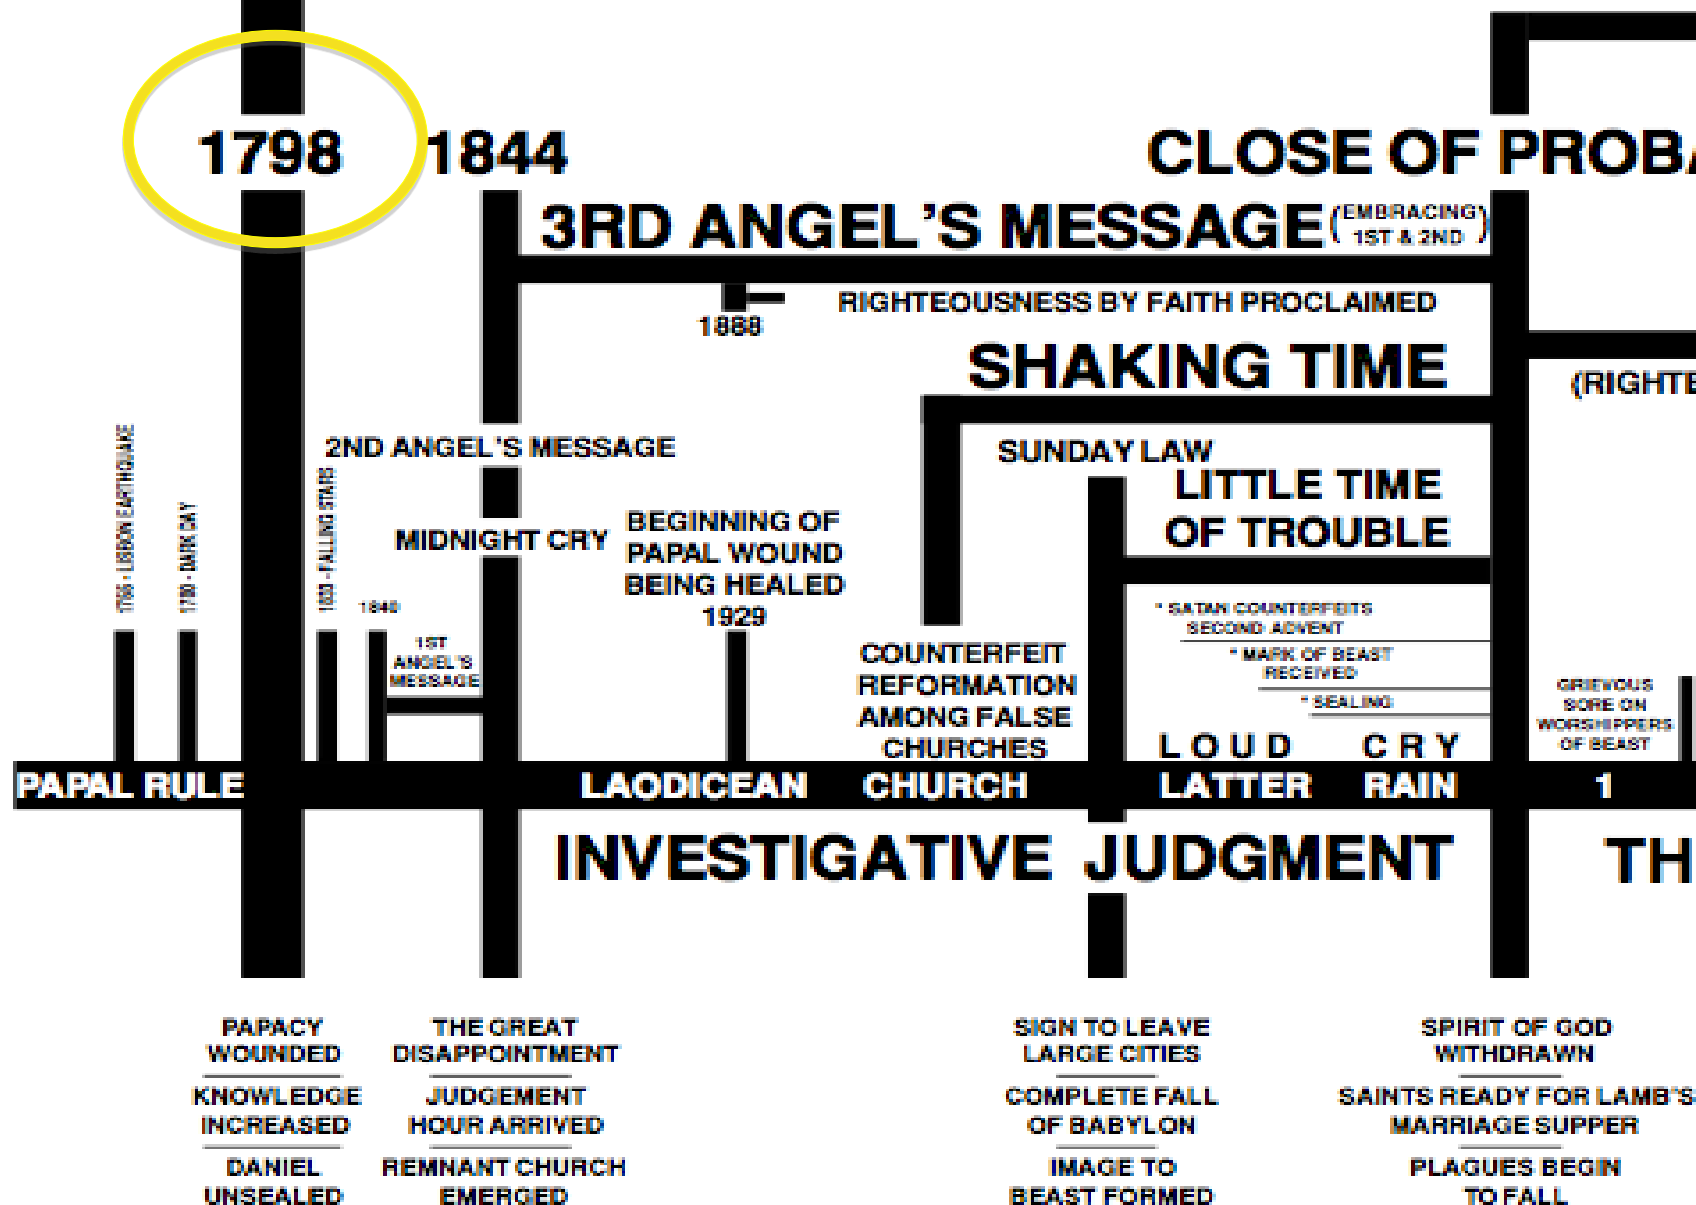 1798
1844
CLOSE OF PROBA
3RD ANGEL'S MESSAGE
(EMBRACING
1ST & 2ND)
1888
RIGHTEOUSNESS BY FAITH PROCLAIMED
SHAKING TIME
(RIGHTE
2ND ANGEL'S MESSAGE
SUNDAY LAW
LITTLE TIME
OF TROUBLE
MIDNIGHT CRY
BEGINNING OF
PAPAL WOUND
BEING HEALED
1929
LISBON EARTHQUAKE
1780 - DARK DAY
1833 - FALLING STARS
1840
1ST
ANGEL'S
MESSAGE
* SATAN COUNTERFEITS
SECOND ADVENT
* MARK OF BEAST
RECEIVED
* SEALING
COUNTERFEIT
REFORMATION
AMONG FALSE
CHURCHES
GRIEVOUS
SORE ON
WORSHIPPERS
OF BEAST
LOUD CRY
PAPAL RULE
LAODICEAN CHURCH
LATTER RAIN
1
INVESTIGATIVE JUDGMENT
TH
PAPACY
WOUNDED
KNOWLEDGE
INCREASED
DANIEL
UNSEALED
THE GREAT
DISAPPOINTMENT
JUDGEMENT
HOUR ARRIVED
REMNANT CHURCH
EMERGED
SIGN TO LEAVE
LARGE CITIES
COMPLETE FALL
OF BABYLON
IMAGE TO
BEAST FORMED
SPIRIT OF GOD
WITHDRAWN
SAINTS READY FOR LAMB'S
MARRIAGE SUPPER
PLAGUES BEGIN
TO FALL